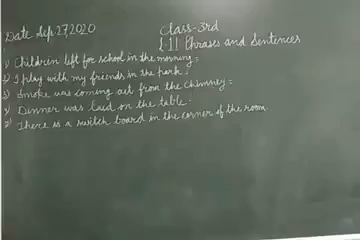 Date Sep. 27, 2020
Class-3rd
L.1| Phrases and Sentences
1) Children left for school in the morning =
2) I play with my friends in the park.
3) Smoke was coming out from the Chimney =
4) Dinner was laid on the table.
5) There is a switch board in the corner of the room.